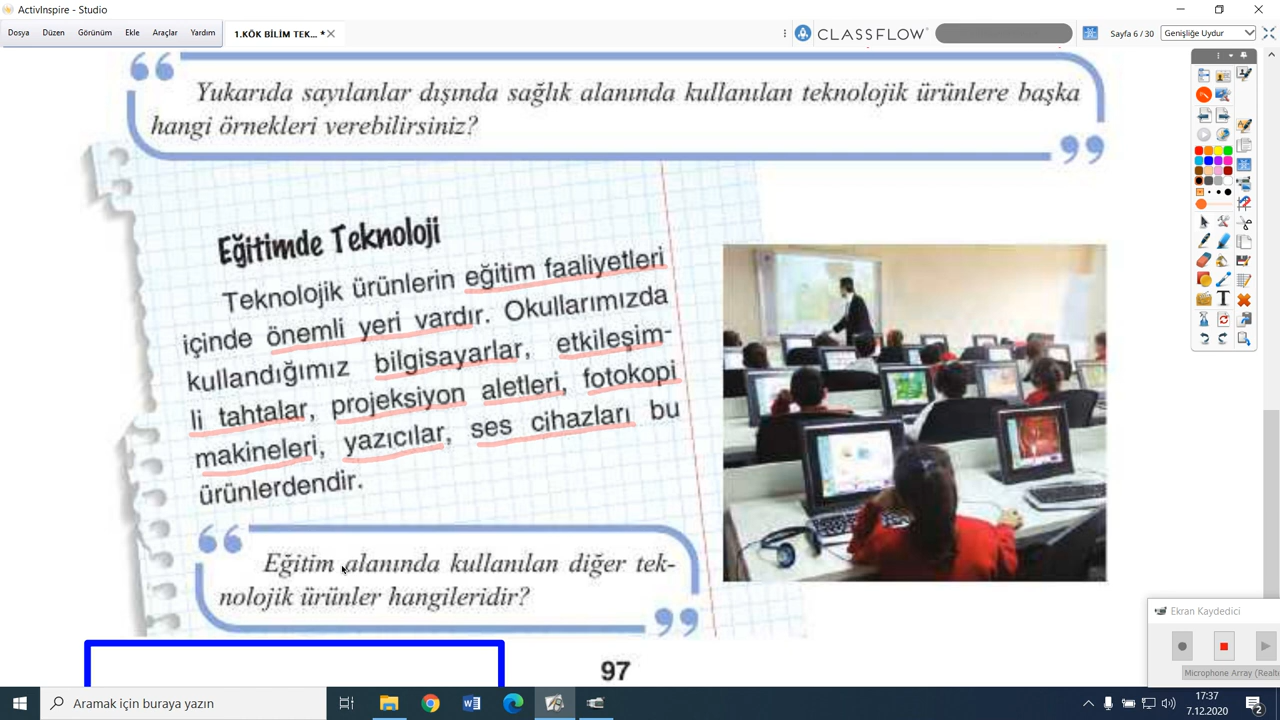 ActivInspire - Studio
Dosya Düzen Görünüm Ekle Araçlar Yardım
1.KÖK BİLİM TEK... *
CLASSFLOW
Sayfa 6 / 30
Genişliğe Uydur
Yukarıda sayılanlar dışında sağlık alanında kullanılan teknolojik ürünlere başka
hangi örnekleri verebilirsiniz?
Eğitimde Teknoloji
Teknolojik ürünlerin eğitim faaliyetleri
içinde önemli yeri vardır. Okullarımızda
kullandığımız bilgisayarlar, etkileşim-
li tahtalar, projeksiyon aletleri, fotokopi
makineleri, yazıcılar, ses cihazları bu
ürünlerdendir.
Eğitim alanında kullanılan diğer tek-
nolojik ürünler hangileridir?
97
Ekran Kaydedici
Microphone Array (Realte
Aramak için buraya yazın
17:37
7.12.2020
2